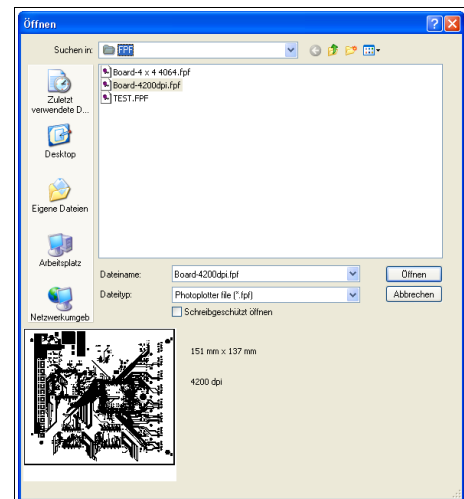 Öffnen
Suchen in: FPF
Board-4 x 4 4064.fpf
Board-4200dpi.fpf
TEST.FPF
Zuletzt
verwendete D...
Desktop
Eigene Dateien
Arbeitsplatz
Netzwerkumgeb
Dateiname: Board-4200dpi.fpf Öffnen
Dateityp: Photoplotter file (*.fpf) Abbrechen
Schreibgeschützt öffnen
151 mm x 137 mm
4200 dpi